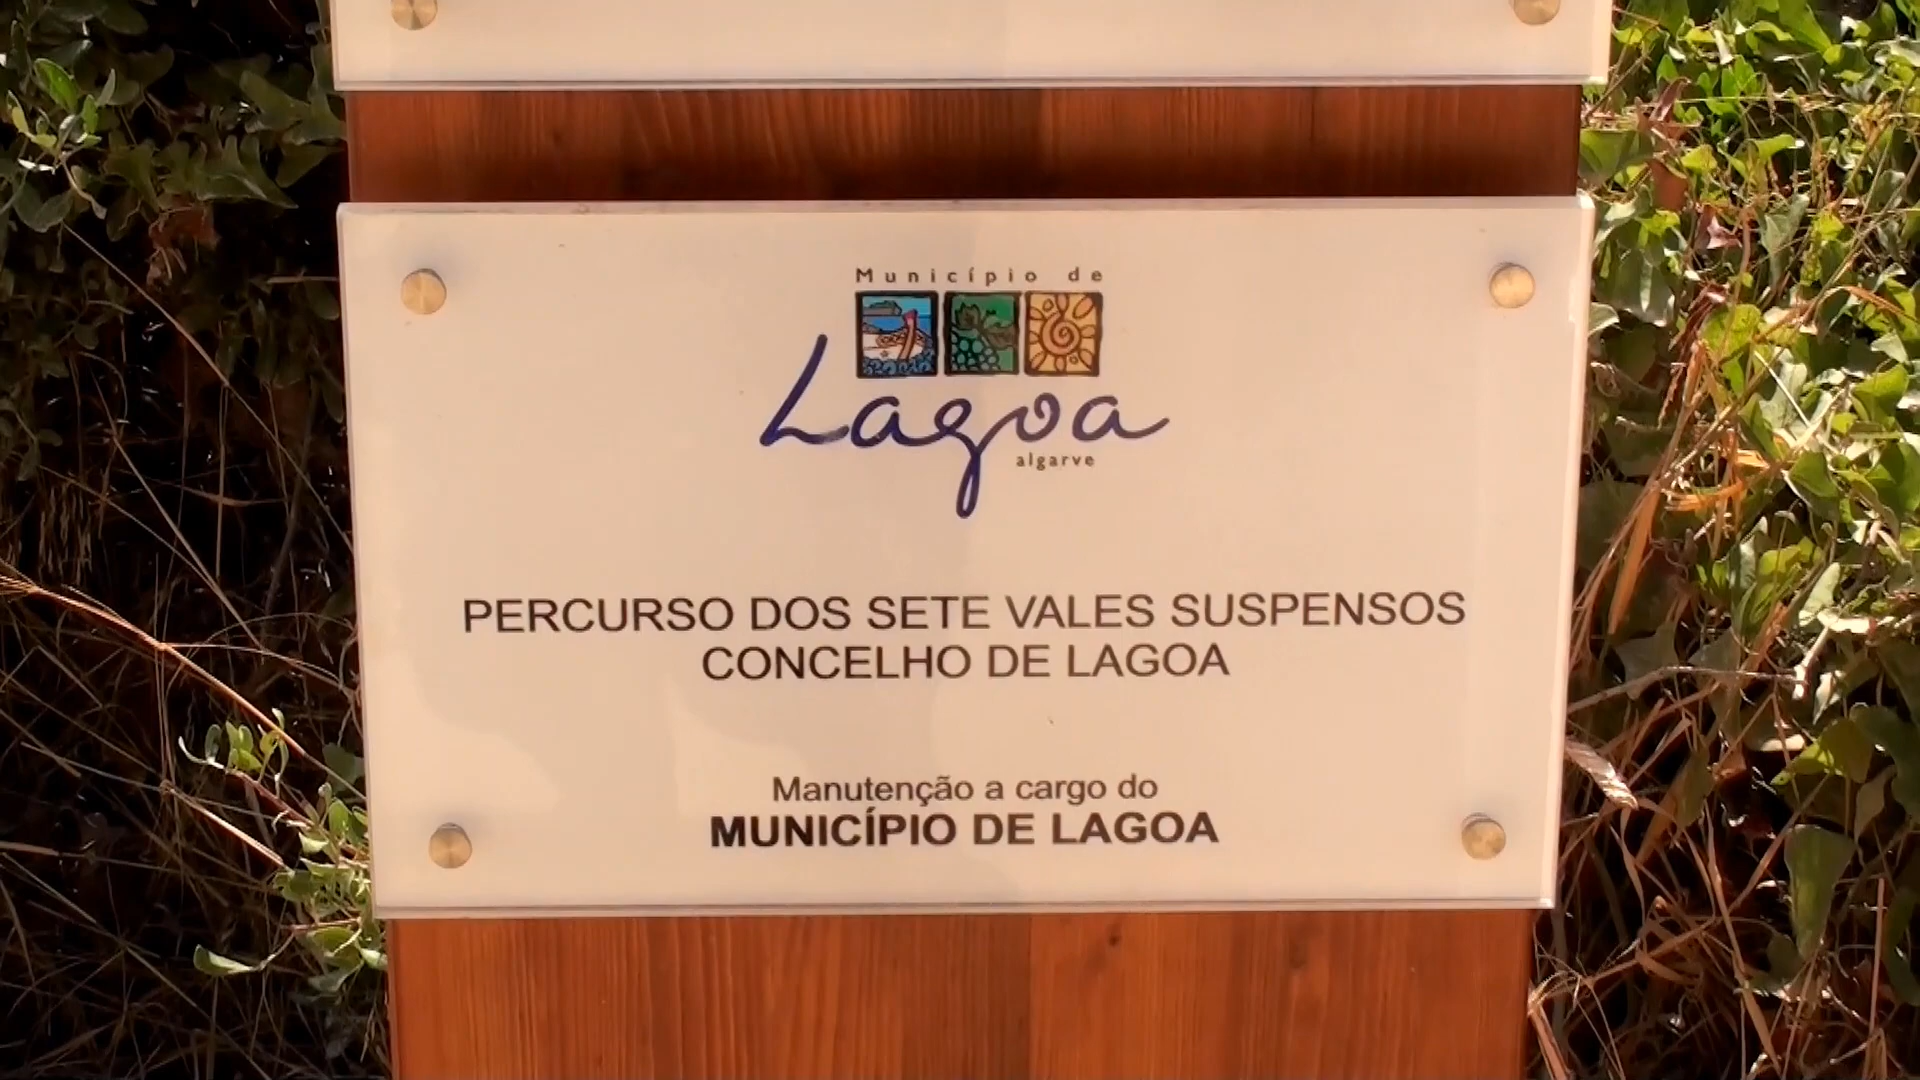 Município de
Lagoa
algarve
PERCURSO DOS SETE VALES SUSPENSOS
CONCELHO DE LAGOA
Manutenção a cargo do
MUNICÍPIO DE LAGOA